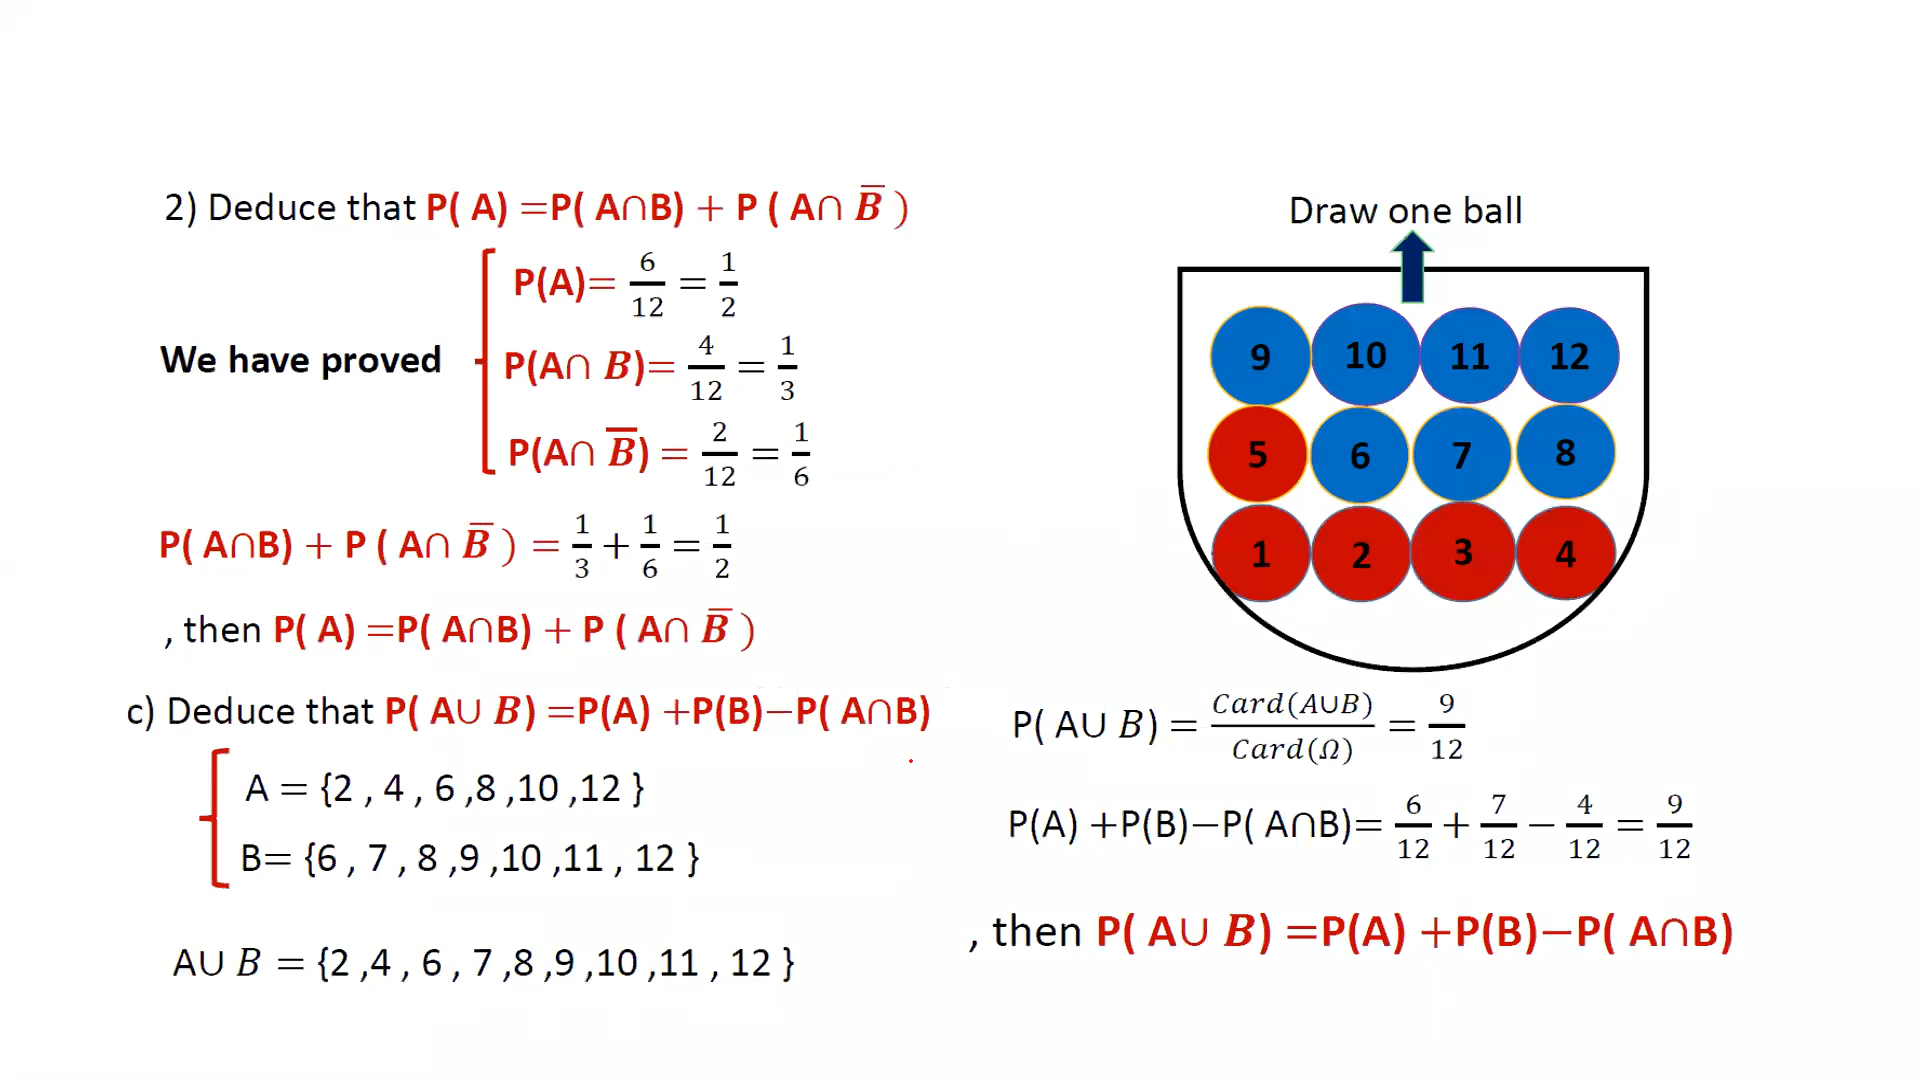 2) Deduce that P( A) =P( A∩B) + P ( A∩ B̅ )
P(A)= 6/12 = 1/2
We have proved
P(A∩ B)= 4/12 = 1/3
P(A∩ B̅) = 2/12 = 1/6
P( A∩B) + P ( A∩ B̅ ) = 1/3 + 1/6 = 1/2
, then P( A) =P( A∩B) + P ( A∩ B̅ )
c) Deduce that P( A∪ B) =P(A) +P(B)−P( A∩B)
A = {2 , 4 , 6 ,8 ,10 ,12 }
B= {6 , 7 , 8 ,9 ,10 ,11 , 12 }
A∪ B = {2 ,4 , 6 , 7 ,8 ,9 ,10 ,11 , 12 }
Draw one ball
9 10 11 12
5 6 7 8
1 2 3 4
P( A∪ B) = Card(A∪B)/Card(Ω) = 9/12
P(A) +P(B)−P( A∩B)= 6/12 + 7/12 − 4/12 = 9/12
, then P( A∪ B) =P(A) +P(B)−P( A∩B)